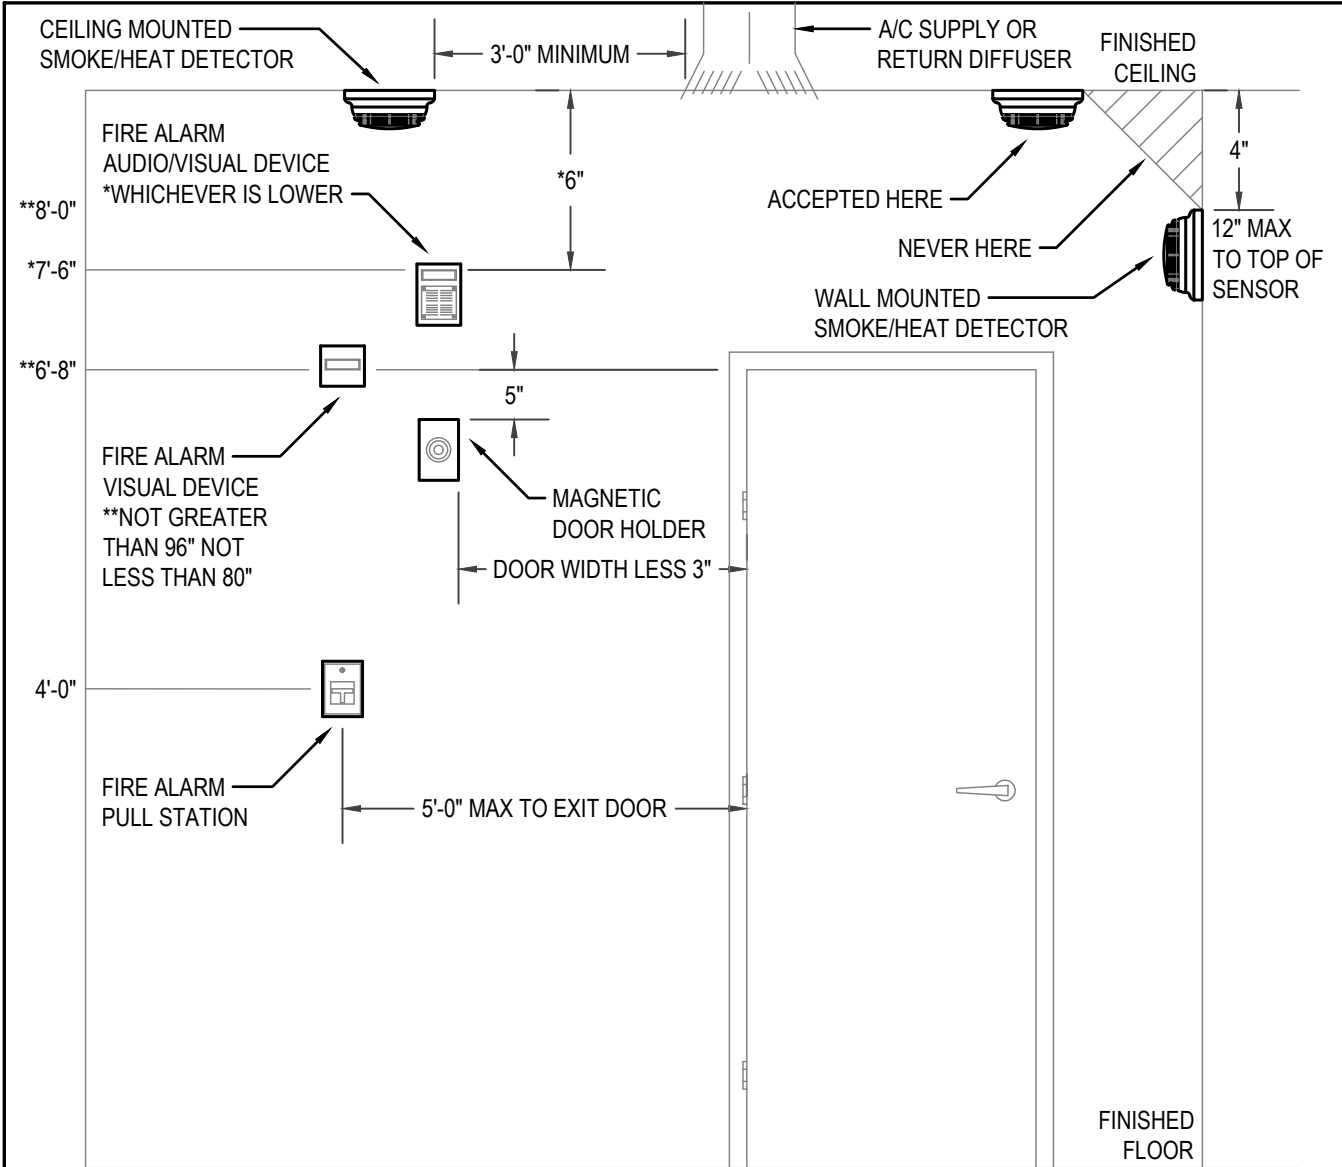 CEILING MOUNTED
SMOKE/HEAT DETECTOR
3'-0" MINIMUM
A/C SUPPLY OR
RETURN DIFFUSER
FINISHED
CEILING
FIRE ALARM
AUDIO/VISUAL DEVICE
*WHICHEVER IS LOWER
*6"
4"
ACCEPTED HERE
NEVER HERE
12" MAX
TO TOP OF
SENSOR
WALL MOUNTED
SMOKE/HEAT DETECTOR
**8'-0"
*7'-6"
**6'-8"
5"
FIRE ALARM
VISUAL DEVICE
**NOT GREATER
THAN 96" NOT
LESS THAN 80"
MAGNETIC
DOOR HOLDER
DOOR WIDTH LESS 3"
4'-0"
FIRE ALARM
PULL STATION
5'-0" MAX TO EXIT DOOR
FINISHED
FLOOR